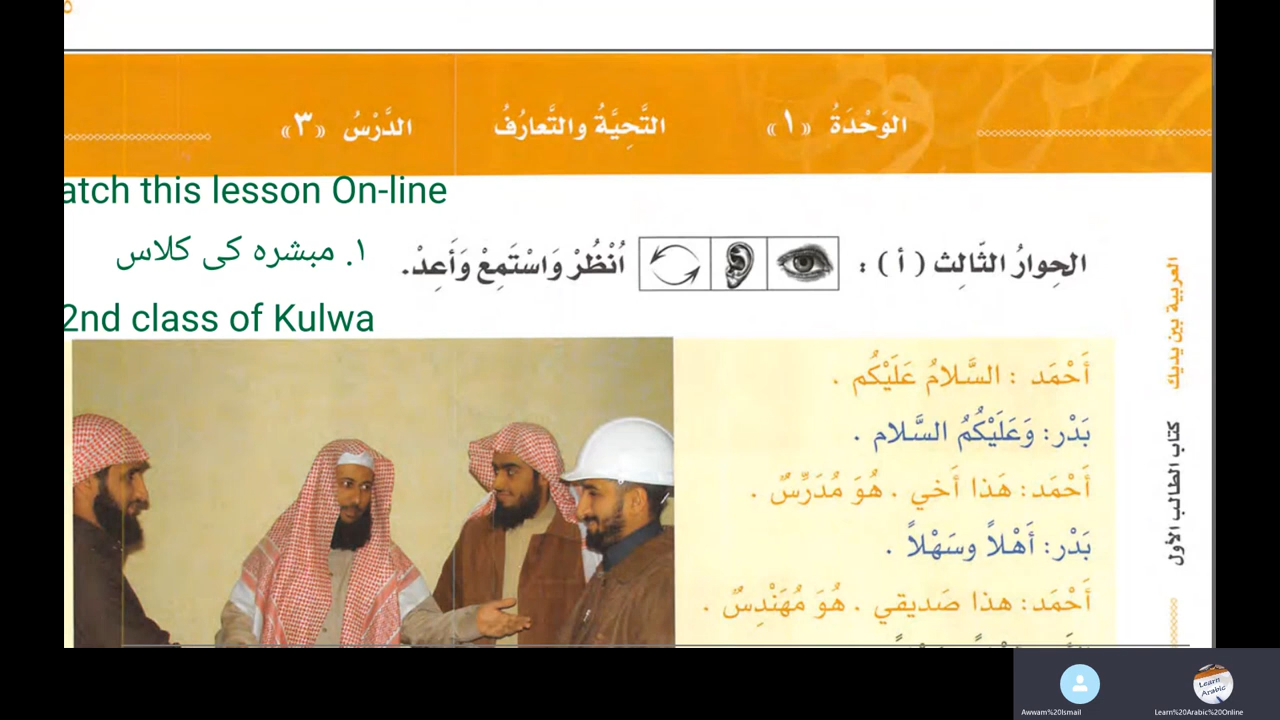 الوَحْدَةُ «١»
التَّحِيَّةُ والتَّعارُفُ
الدَّرْسُ «٣»
atch this lesson On-line
١. مبشره کی کلاس
2nd class of Kulwa
الحِوارُ الثّالِث ( أ ) :
اُنْظُرْ وَاسْتَمِعْ وَأَعِدْ.
أَحْمَد : السَّلامُ عَلَيْكُم .
بَدْر: وَعَلَيْكُمُ السَّلام .
أَحْمَد: هَذا أَخي . هُوَ مُدَرِّسٌ .
بَدْر: أَهْلاً وسَهْلاً .
أَحْمَد: هذا صَديقي . هُوَ مُهَنْدِسٌ .
العربية بين يديك
كتاب الطالب الأول
Awwam%20Ismail
Learn Arabic
Learn%20Arabic%20Online